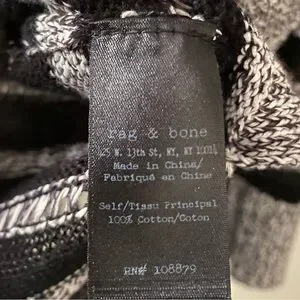 rag & bone
W. 13th St, NY, NY 10014
Made in China/
Fabriqué en Chine
Self/Tissu Principal
100% Cotton/Coton
RN# 108879